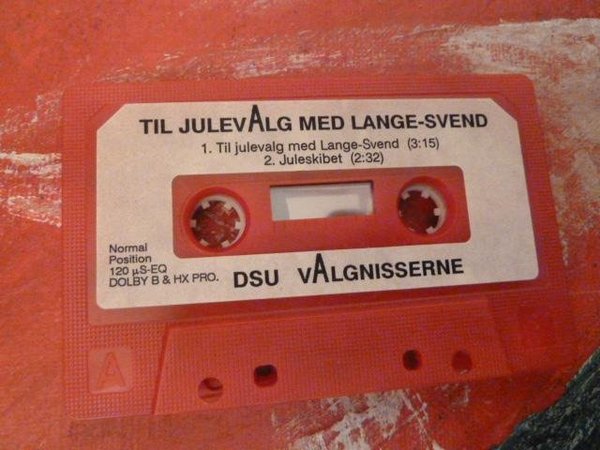 TIL JULEVALG MED LANGE-SVEND
1. Til julevalg med Lange-Svend (3:15)
2. Juleskibet (2:32)
Normal
Position
120 µS-EQ
DOLBY B & HX PRO.
DSU VALGNISSERNE
A